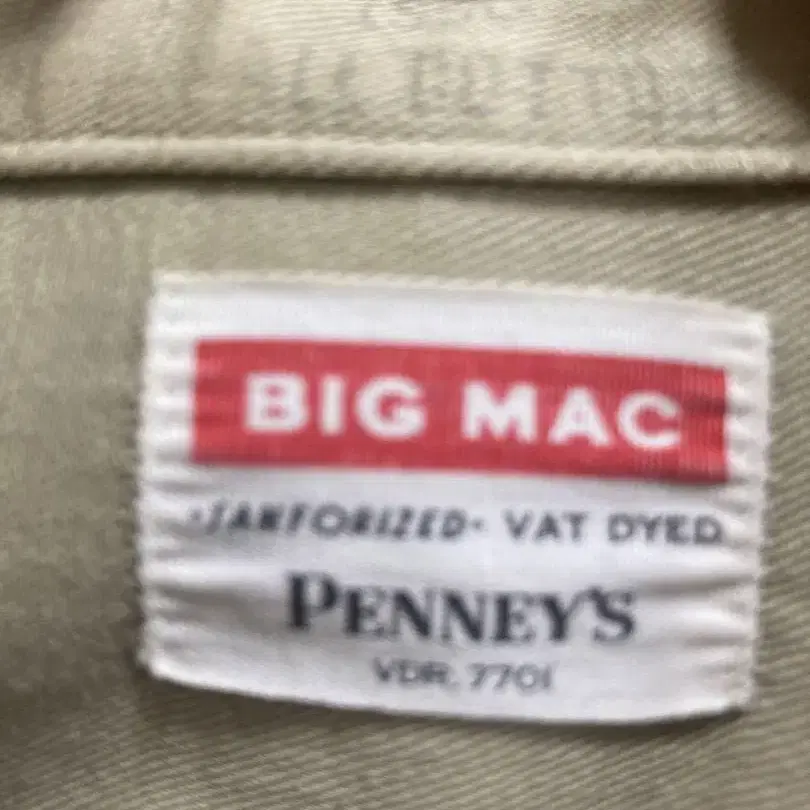 BIG MAC
·SANFORIZED· VAT DYED
PENNEY'S
VDR. 7701